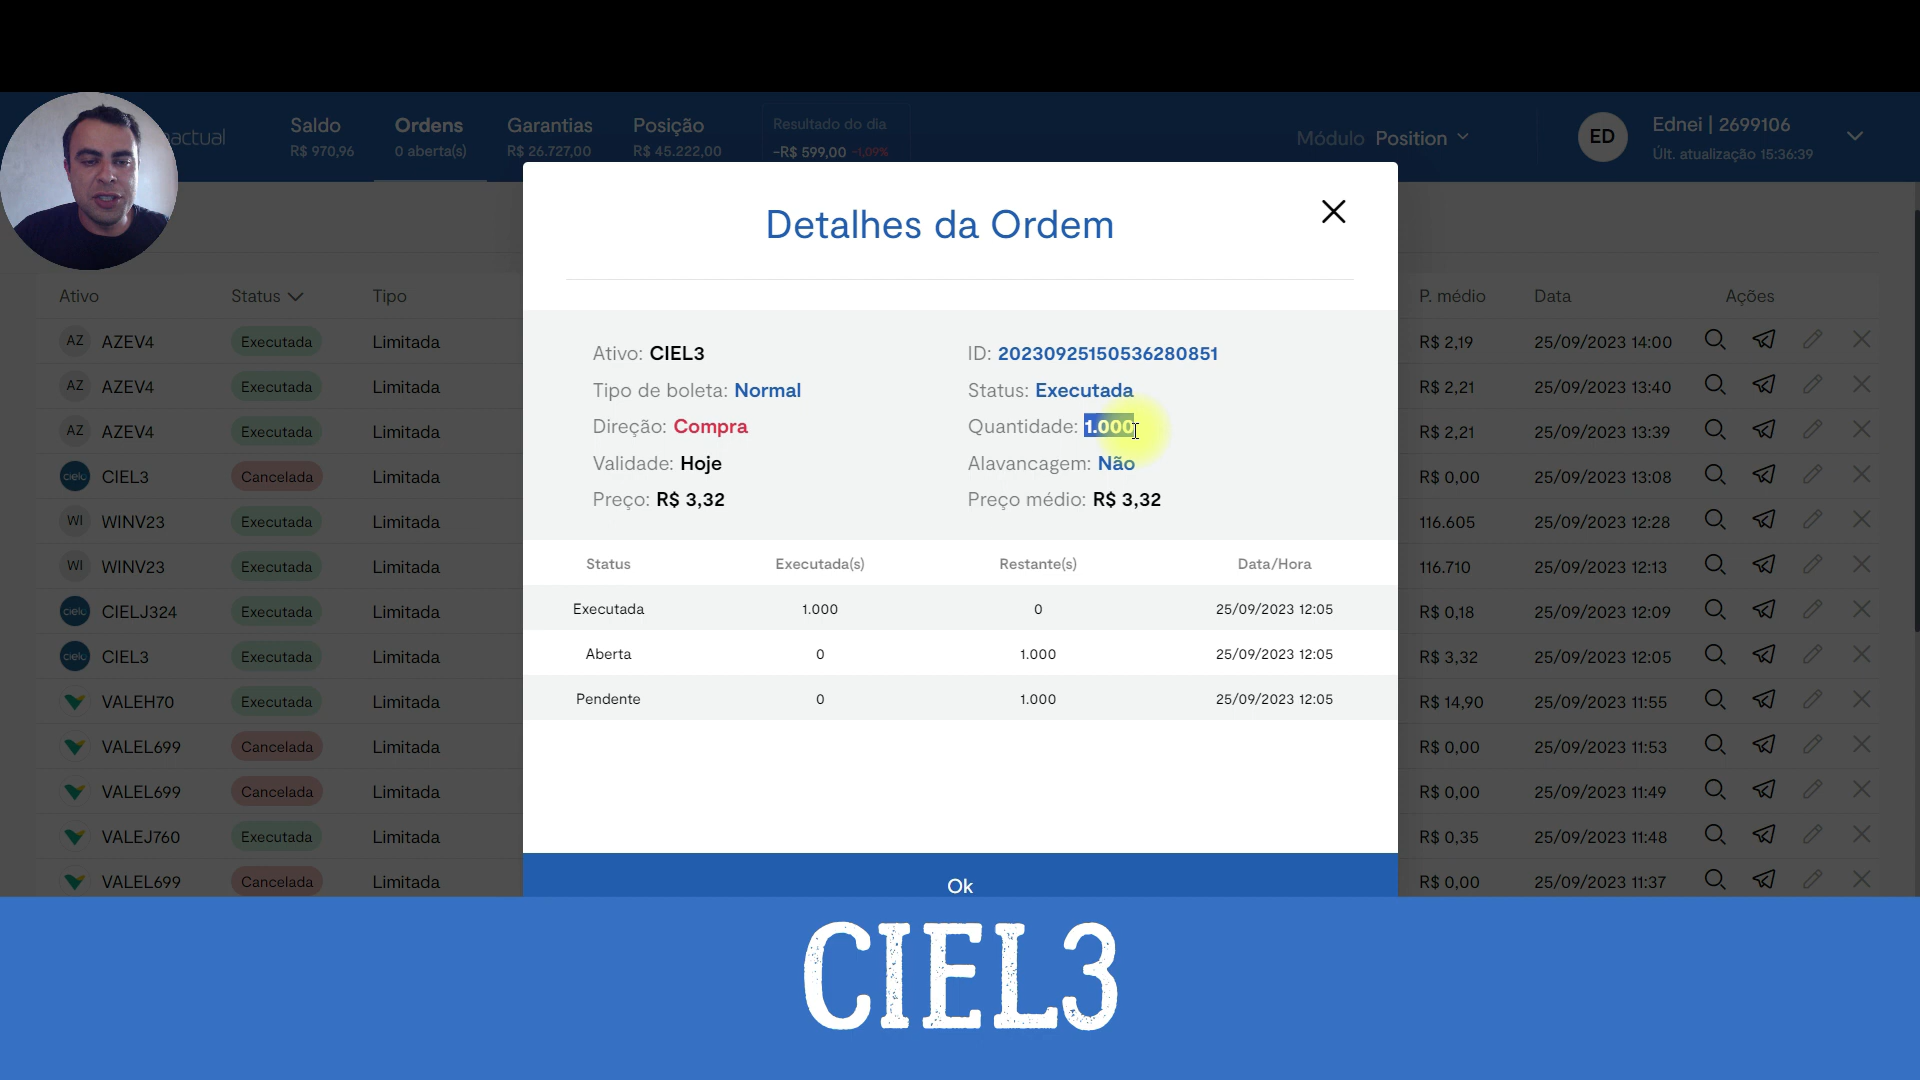 actual
Saldo
R$ 970,96
Ordens
0 aberta(s)
Garantias
R$ 26.727,00
Posição
R$ 45.222,00
Resultado do dia
-R$ 599,00 -1,09%
Módulo Position
ED
Ednei | 2699106
Últ. atualização 15:36:39
Detalhes da Ordem
Ativo: CIEL3
ID: 20230925150536280851
Tipo de boleta: Normal
Status: Executada
Direção: Compra
Quantidade: 1.000
Validade: Hoje
Alavancagem: Não
Preço: R$ 3,32
Preço médio: R$ 3,32
Status Executada(s) Restante(s) Data/Hora
Executada 1.000 0 25/09/2023 12:05
Aberta 0 1.000 25/09/2023 12:05
Pendente 0 1.000 25/09/2023 12:05
Ok
Ativo Status Tipo P. médio Data Ações
AZ AZEV4 Executada Limitada R$ 2,19 25/09/2023 14:00
AZ AZEV4 Executada Limitada R$ 2,21 25/09/2023 13:40
AZ AZEV4 Executada Limitada R$ 2,21 25/09/2023 13:39
cielo CIEL3 Cancelada Limitada R$ 0,00 25/09/2023 13:08
WI WINV23 Executada Limitada 116.605 25/09/2023 12:28
WI WINV23 Executada Limitada 116.710 25/09/2023 12:13
cielo CIELJ324 Executada Limitada R$ 0,18 25/09/2023 12:09
cielo CIEL3 Executada Limitada R$ 3,32 25/09/2023 12:05
VALEH70 Executada Limitada R$ 14,90 25/09/2023 11:55
VALEL699 Cancelada Limitada R$ 0,00 25/09/2023 11:53
VALEL699 Cancelada Limitada R$ 0,00 25/09/2023 11:49
VALEJ760 Executada Limitada R$ 0,35 25/09/2023 11:48
VALEL699 Cancelada Limitada R$ 0,00 25/09/2023 11:37
CIEL3